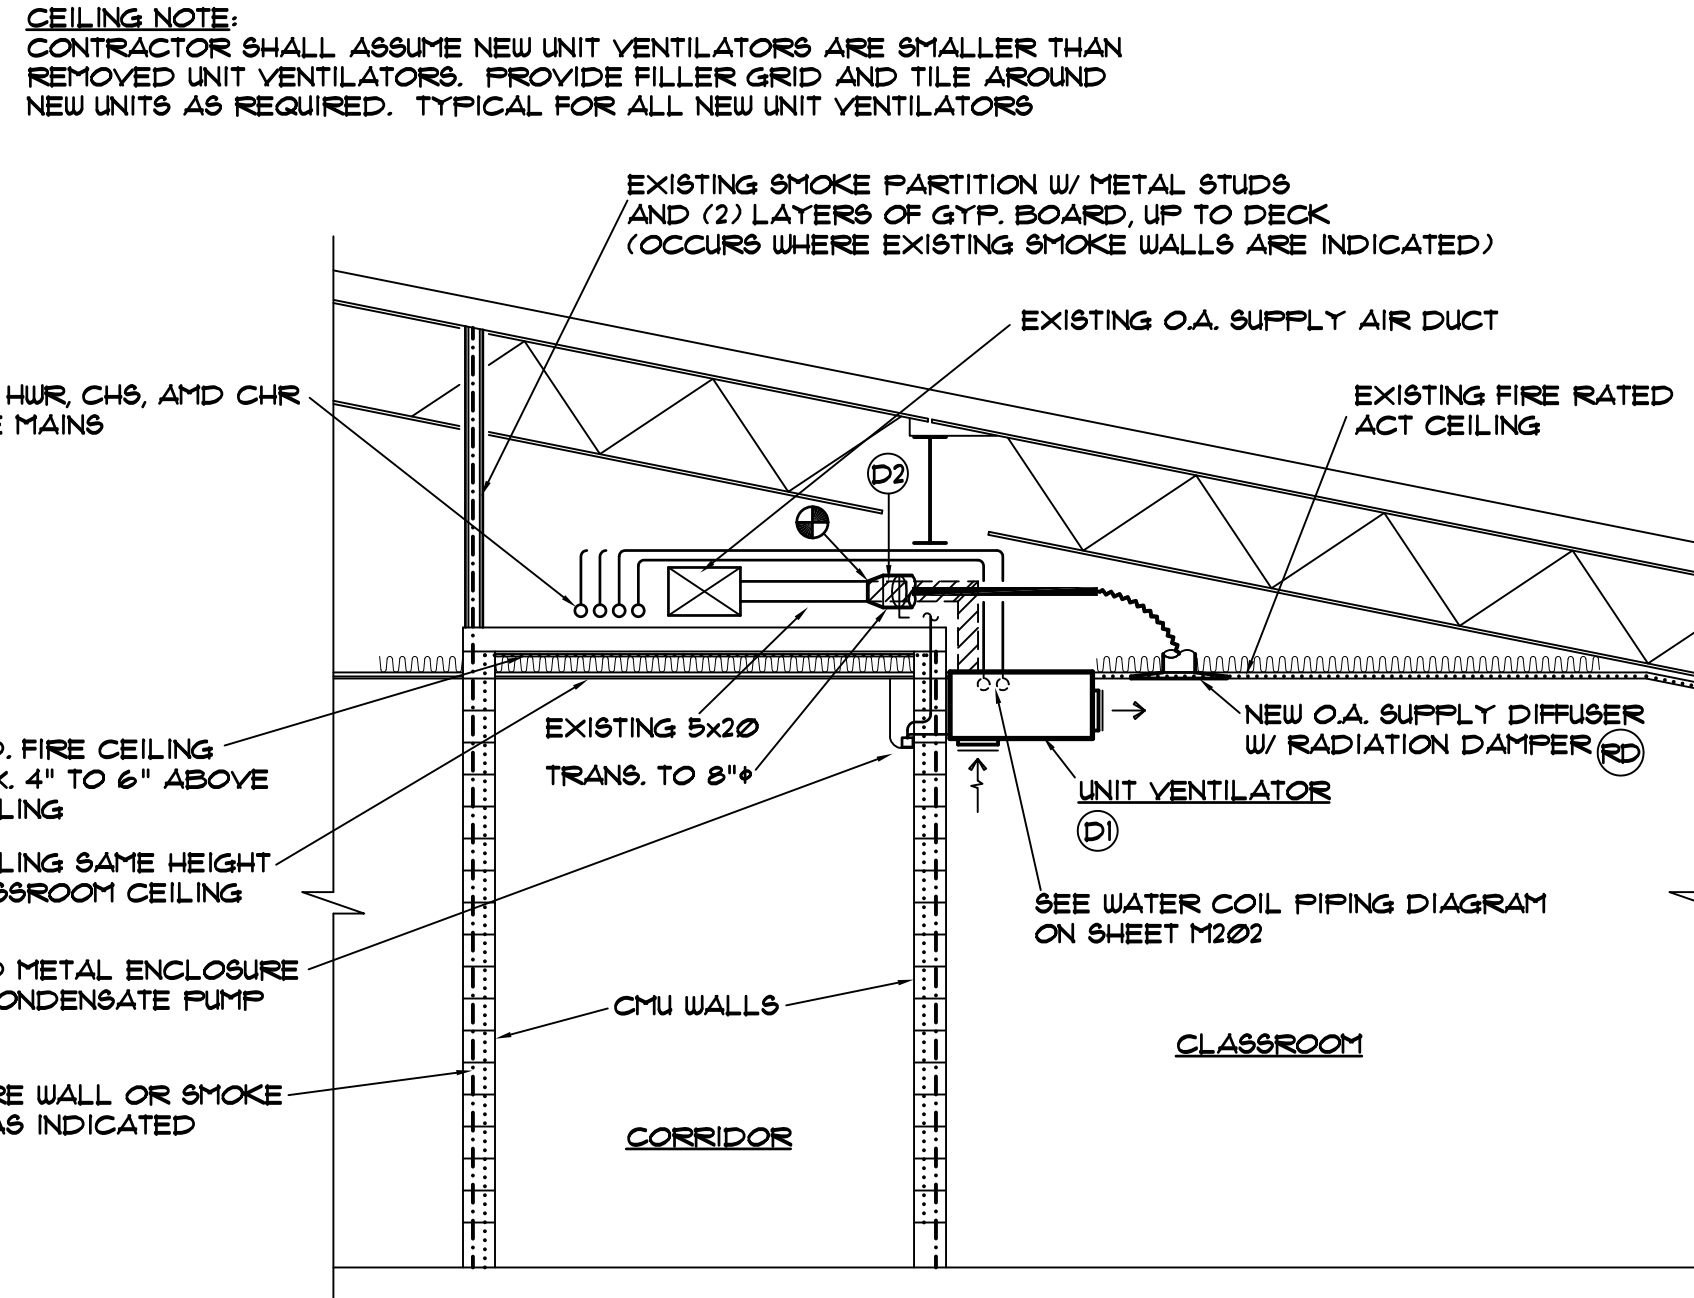 CEILING NOTE:
CONTRACTOR SHALL ASSUME NEW UNIT VENTILATORS ARE SMALLER THAN
REMOVED UNIT VENTILATORS. PROVIDE FILLER GRID AND TILE AROUND
NEW UNITS AS REQUIRED. TYPICAL FOR ALL NEW UNIT VENTILATORS
EXISTING SMOKE PARTITION W/ METAL STUDS
AND (2) LAYERS OF GYP. BOARD, UP TO DECK
(OCCURS WHERE EXISTING SMOKE WALLS ARE INDICATED)
EXISTING O.A. SUPPLY AIR DUCT
HWR, CHS, AMD CHR
MAINS
EXISTING FIRE RATED
ACT CEILING
D2
EXISTING 5x20
TRANS. TO 8"φ
NEW O.A. SUPPLY DIFFUSER
W/ RADIATION DAMPER
RD
UNIT VENTILATOR
D1
FIRE CEILING
4" TO 6" ABOVE
LING
LING SAME HEIGHT
SSROOM CEILING
SEE WATER COIL PIPING DIAGRAM
ON SHEET M202
METAL ENCLOSURE
ONDENSATE PUMP
CMU WALLS
CLASSROOM
RE WALL OR SMOKE
AS INDICATED
CORRIDOR